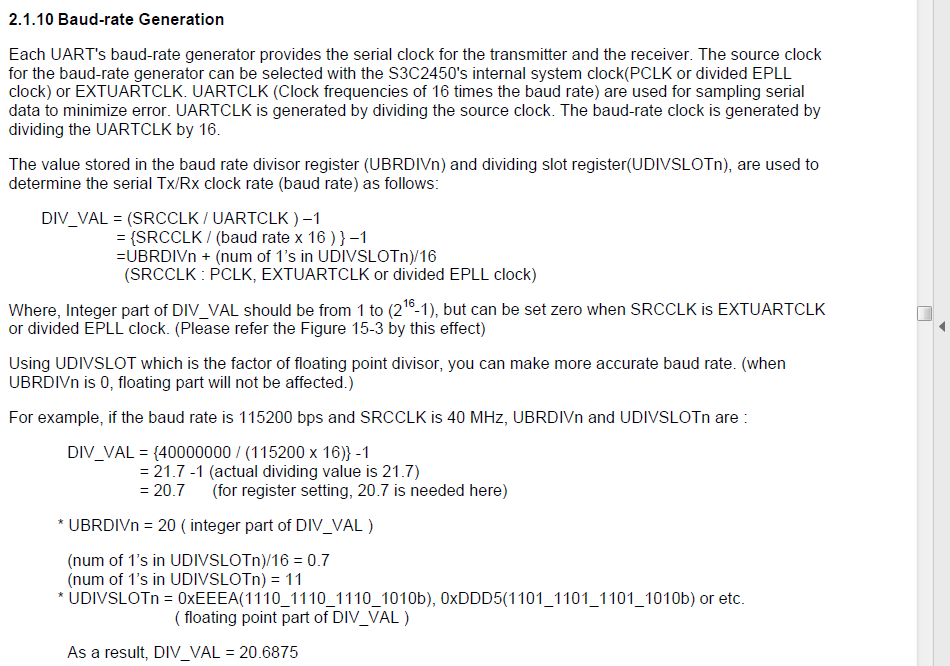 2.1.10 Baud-rate Generation
Each UART's baud-rate generator provides the serial clock for the transmitter and the receiver. The source clock
for the baud-rate generator can be selected with the S3C2450's internal system clock(PCLK or divided EPLL
clock) or EXTUARTCLK. UARTCLK (Clock frequencies of 16 times the baud rate) are used for sampling serial
data to minimize error. UARTCLK is generated by dividing the source clock. The baud-rate clock is generated by
dividing the UARTCLK by 16.
The value stored in the baud rate divisor register (UBRDIVn) and dividing slot register(UDIVSLOTn), are used to
determine the serial Tx/Rx clock rate (baud rate) as follows:
DIV_VAL = (SRCCLK / UARTCLK ) –1
= {SRCCLK / (baud rate x 16 ) } –1
=UBRDIVn + (num of 1's in UDIVSLOTn)/16
(SRCCLK : PCLK, EXTUARTCLK or divided EPLL clock)
Where, Integer part of DIV_VAL should be from 1 to (2^16-1), but can be set zero when SRCCLK is EXTUARTCLK
or divided EPLL clock. (Please refer the Figure 15-3 by this effect)
Using UDIVSLOT which is the factor of floating point divisor, you can make more accurate baud rate. (when
UBRDIVn is 0, floating part will not be affected.)
For example, if the baud rate is 115200 bps and SRCCLK is 40 MHz, UBRDIVn and UDIVSLOTn are :
DIV_VAL = {40000000 / (115200 x 16)} -1
= 21.7 -1 (actual dividing value is 21.7)
= 20.7 (for register setting, 20.7 is needed here)
* UBRDIVn = 20 ( integer part of DIV_VAL )
(num of 1's in UDIVSLOTn)/16 = 0.7
(num of 1's in UDIVSLOTn) = 11
* UDIVSLOTn = 0xEEEA(1110_1110_1110_1010b), 0xDDD5(1101_1101_1101_1010b) or etc.
( floating point part of DIV_VAL )
As a result, DIV_VAL = 20.6875